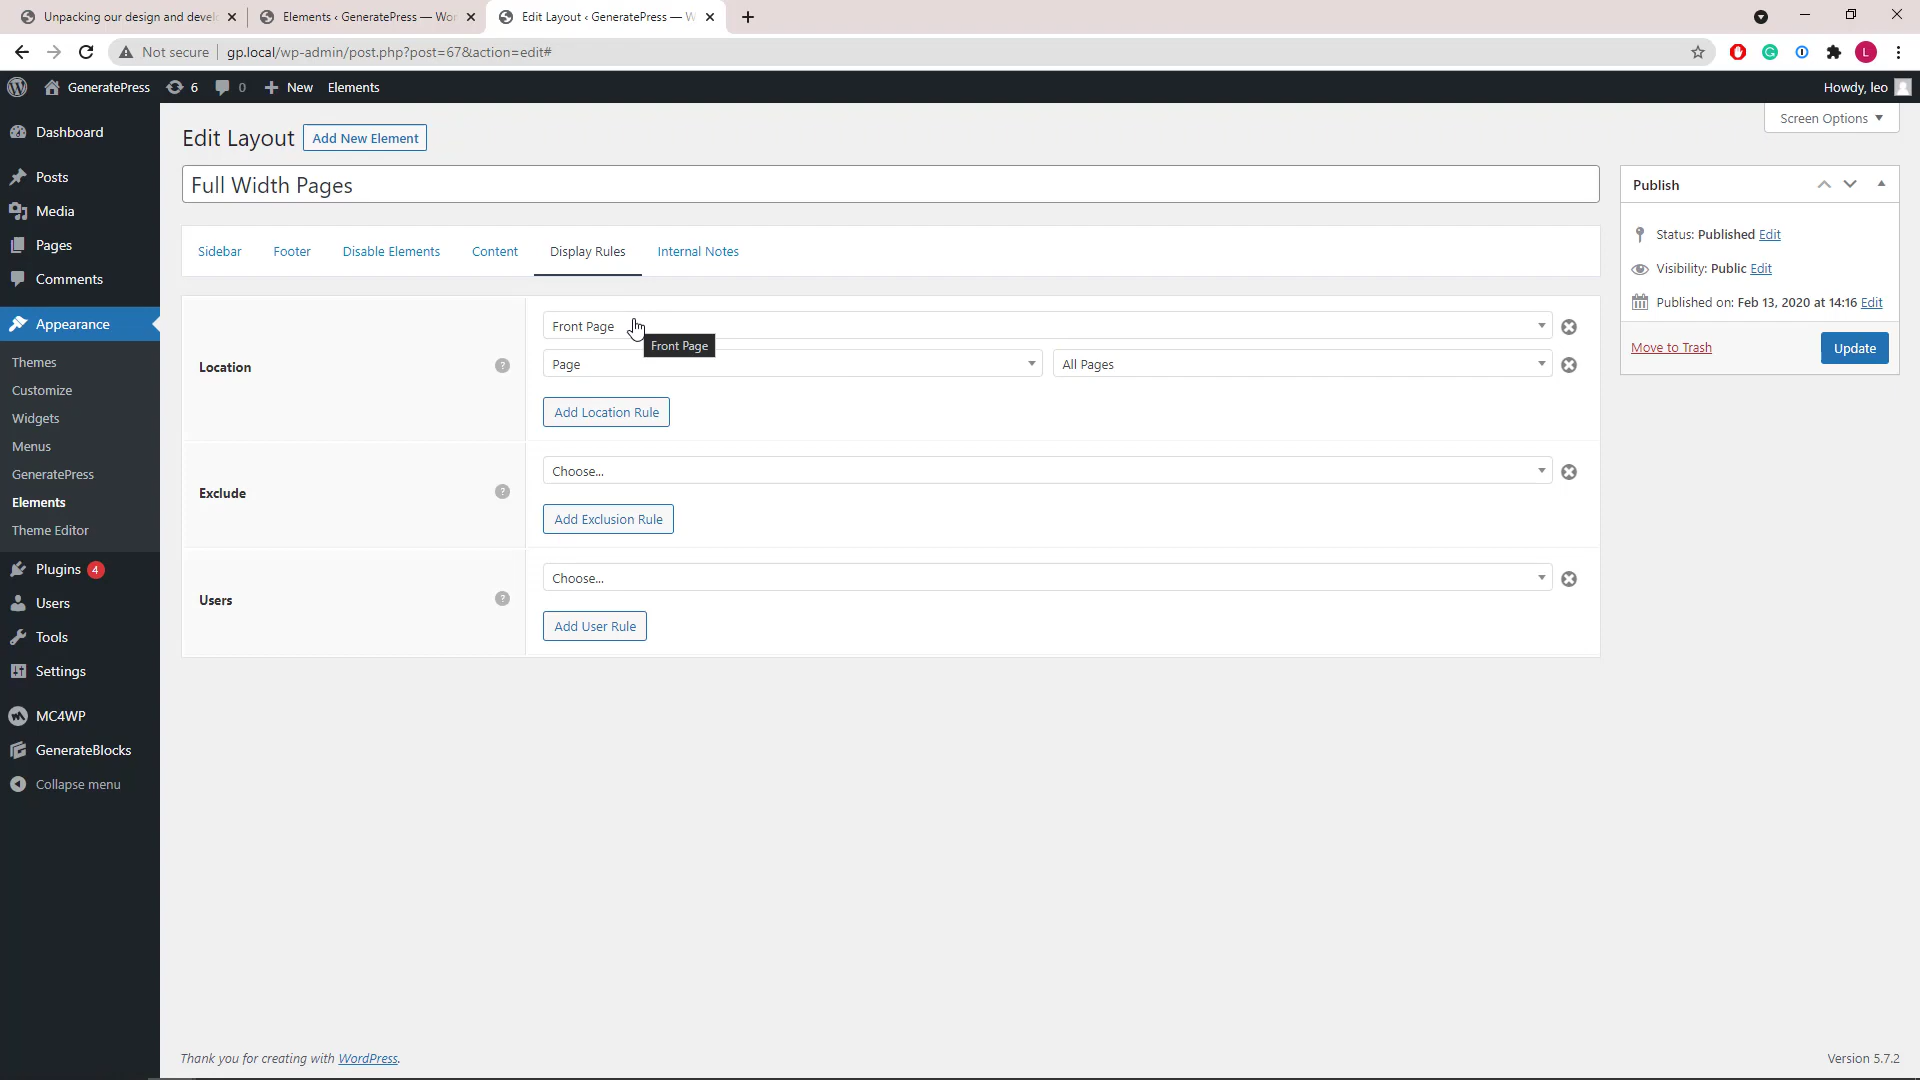 Unpacking our design and devel
Elements ‹ GeneratePress — Wor
Edit Layout ‹ GeneratePress — W
Not secure
gp.local/wp-admin/post.php?post=67&action=edit#
L
GeneratePress
6
0
New
Elements
Howdy, leo
Dashboard
Posts
Media
Pages
Comments
Appearance
Themes
Customize
Widgets
Menus
GeneratePress
Elements
Theme Editor
Plugins 4
Users
Tools
Settings
MC4WP
GenerateBlocks
Collapse menu
Screen Options
Edit Layout
Add New Element
Full Width Pages
Sidebar
Footer
Disable Elements
Content
Display Rules
Internal Notes
Location
?
Front Page
Front Page
Page
All Pages
Add Location Rule
Exclude
?
Choose...
Add Exclusion Rule
Users
?
Choose...
Add User Rule
Publish
Status: Published Edit
Visibility: Public Edit
Published on: Feb 13, 2020 at 14:16 Edit
Move to Trash
Update
Thank you for creating with WordPress.
Version 5.7.2